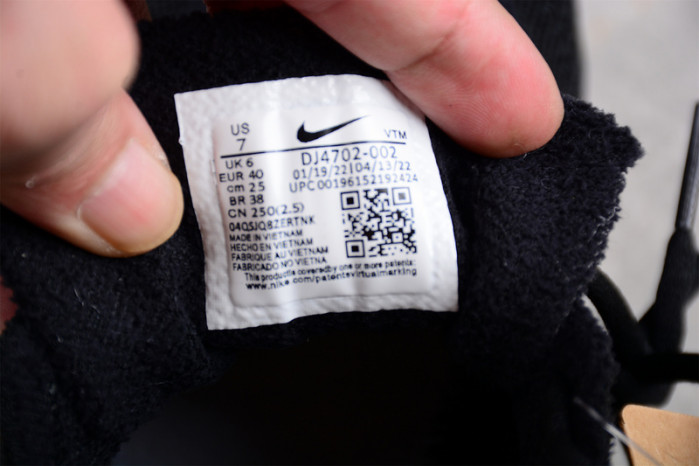 US
7
VTM
UK 6
DJ4702-002
EUR 40
01/19/22|04/13/22
cm 25
UPC00196152192424
BR 38
CN 250(2.5)
04Q5JQ8ZERTNK
MADE IN VIETNAM
HECHO EN VIETNAM
FABRIQUE AU VIETNAM
FABRICADO NO VIETNA
This product is covered by one or more patents:
www.nike.com/patentsvirtualmarking